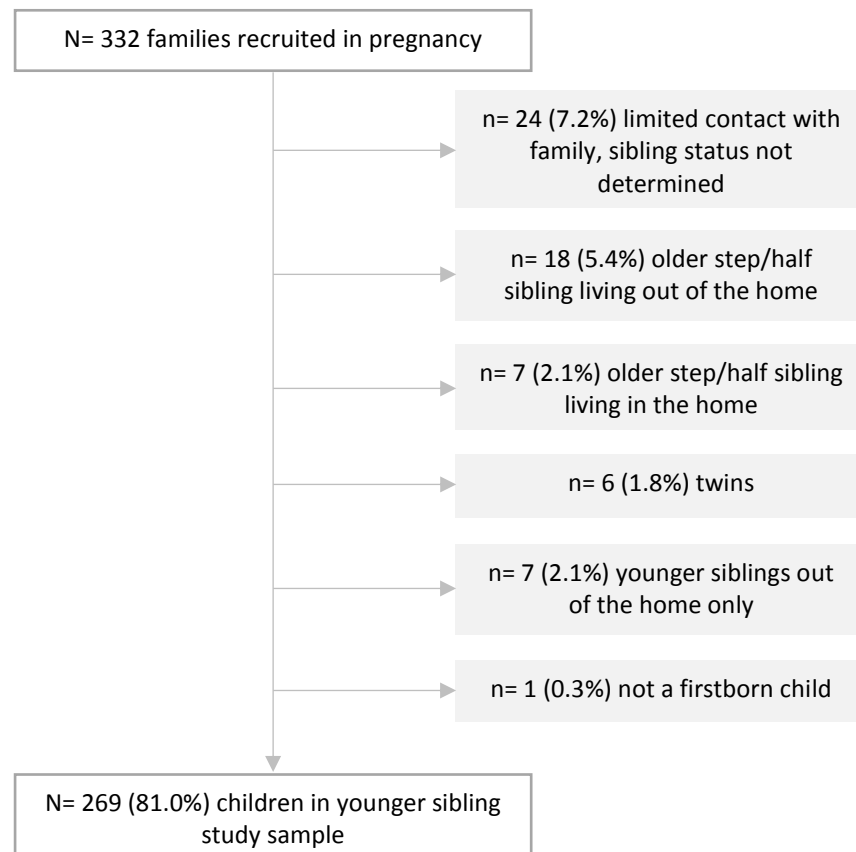 N= 332 families recruited in pregnancy
n= 24 (7.2%) limited contact with
family, sibling status not
determined
n= 18 (5.4%) older step/half
sibling living out of the home
n= 7 (2.1%) older step/half sibling
living in the home
n= 6 (1.8%) twins
n= 7 (2.1%) younger siblings out
of the home only
n= 1 (0.3%) not a firstborn child
N= 269 (81.0%) children in younger sibling
study sample